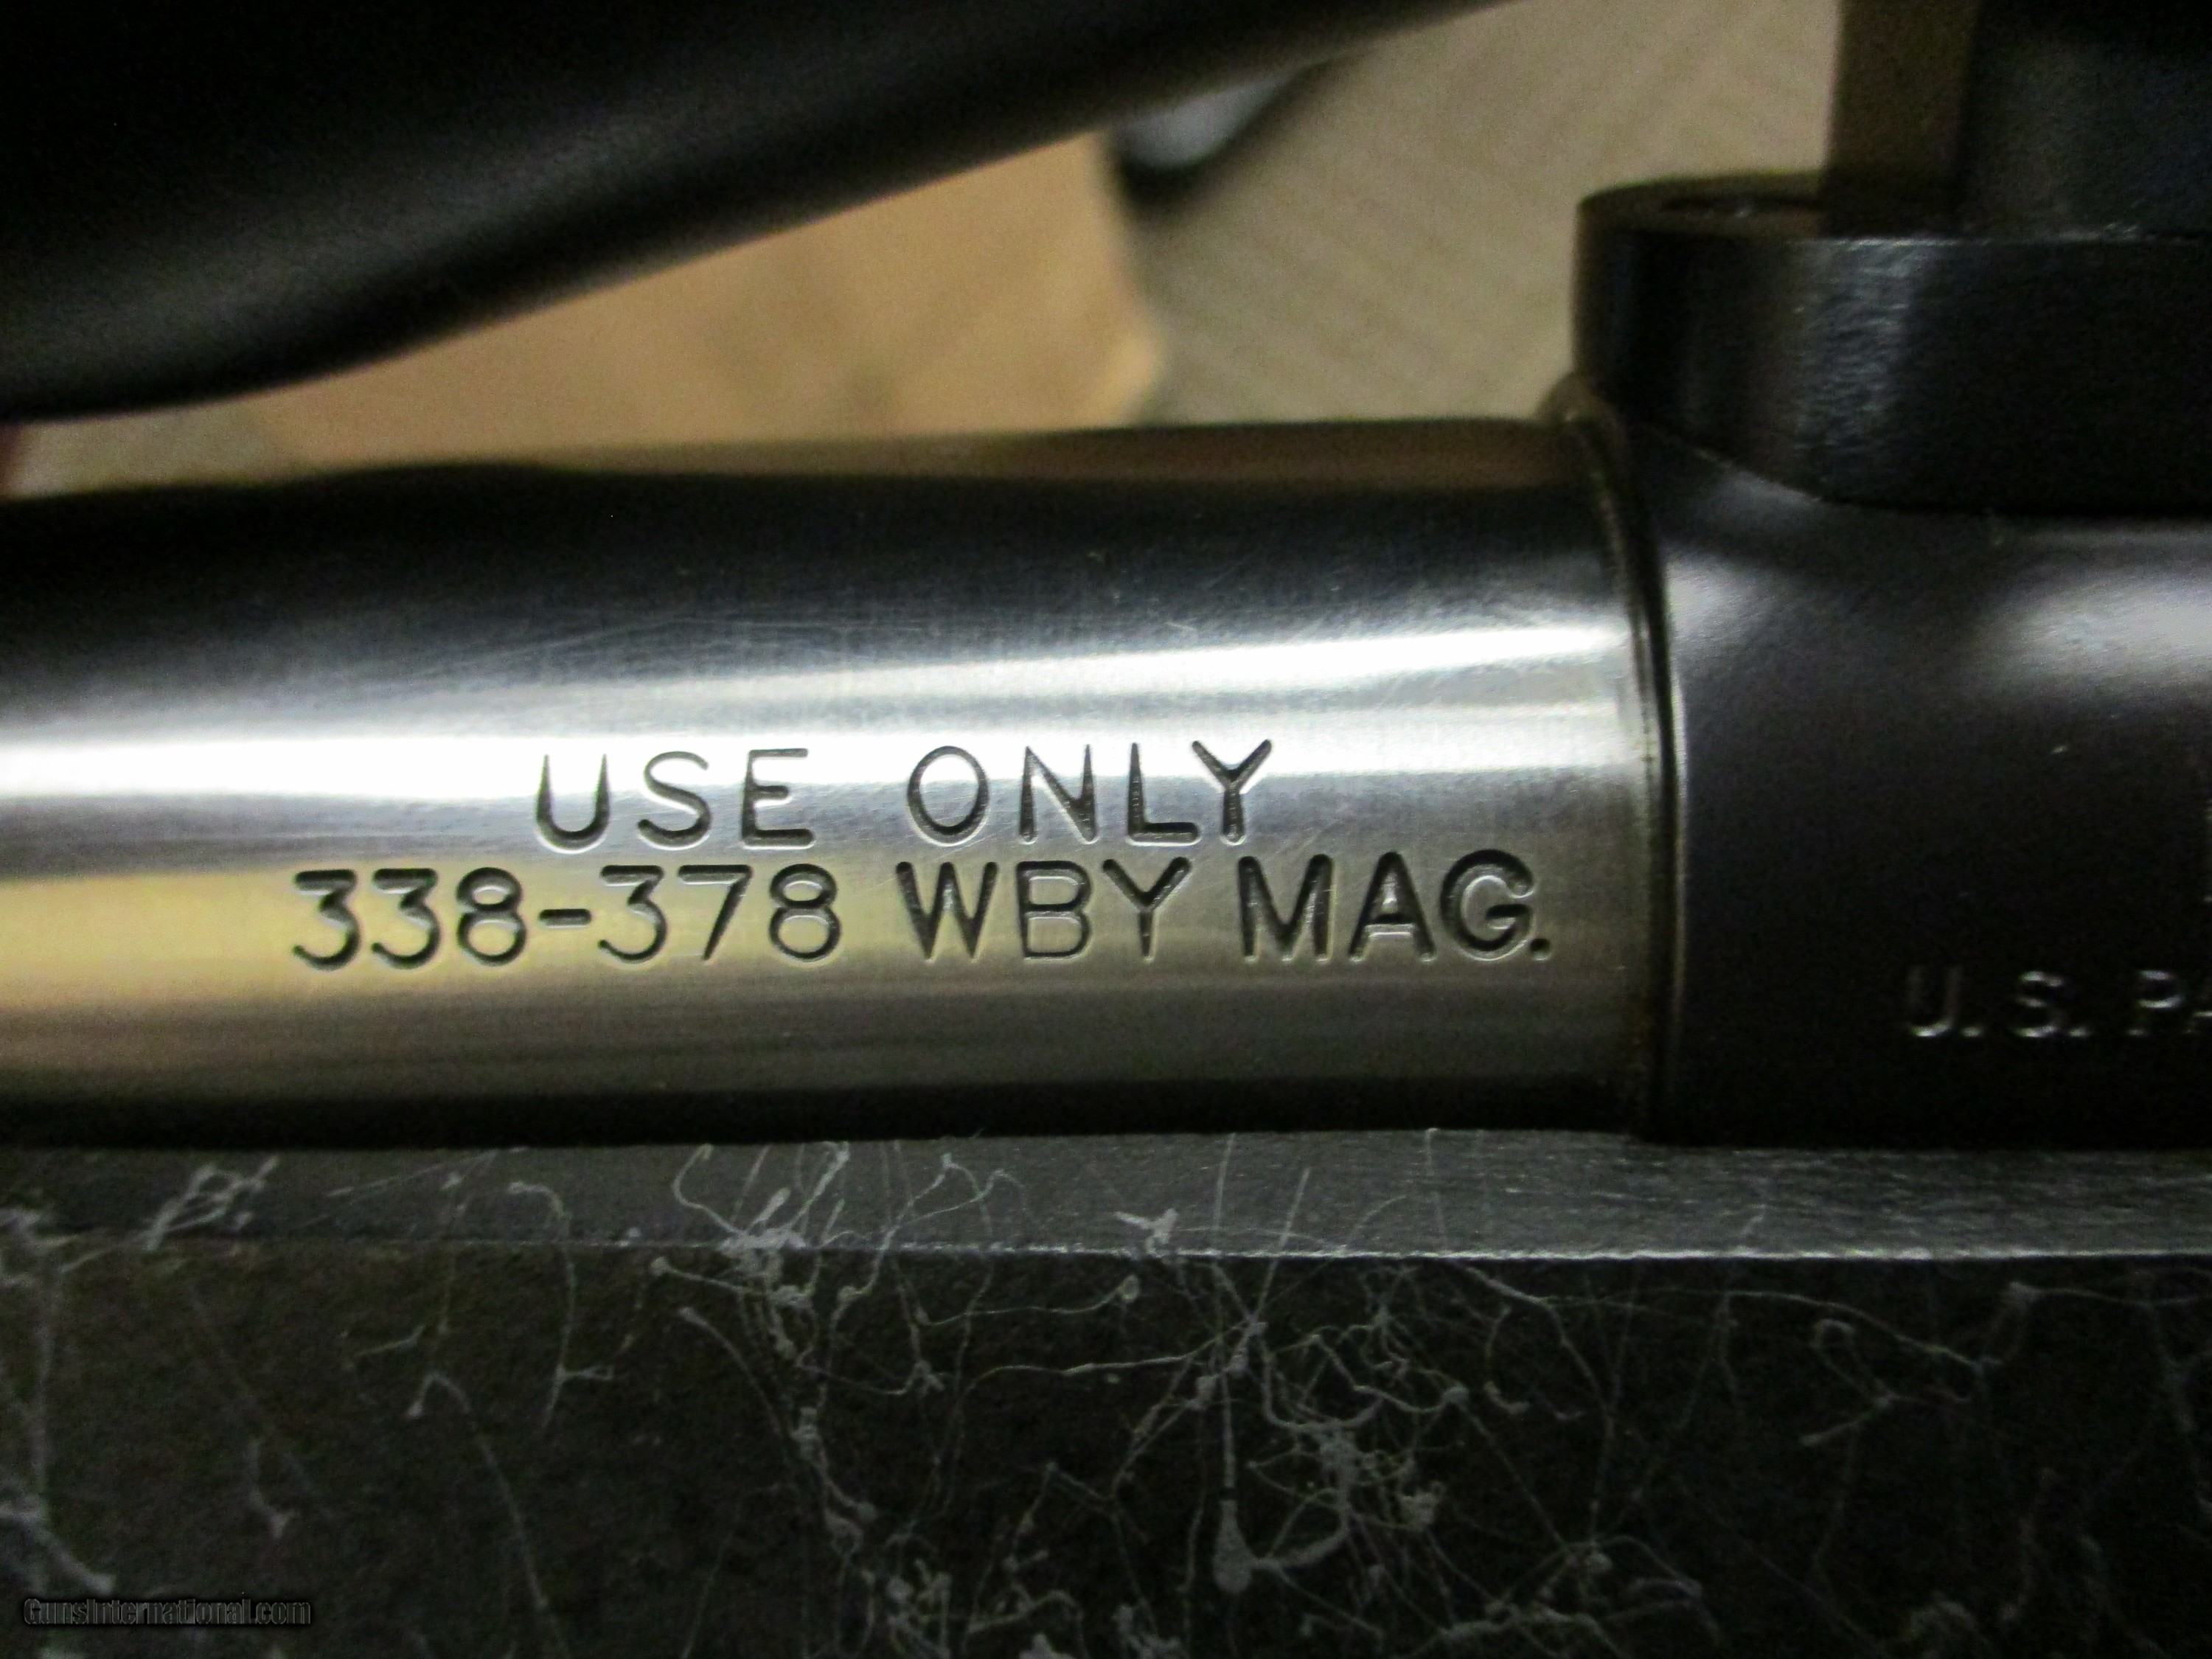 USE ONLY
338-378 WBY MAG.
U.S.
GunsInternational.com